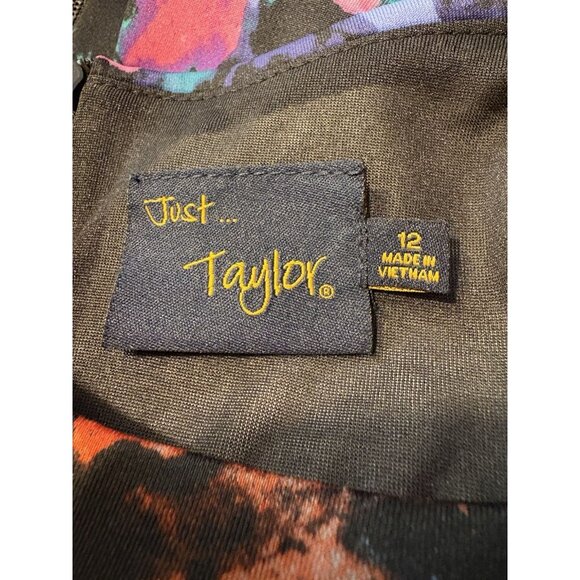 Just ...
Taylor®
12
MADE IN
VIETNAM